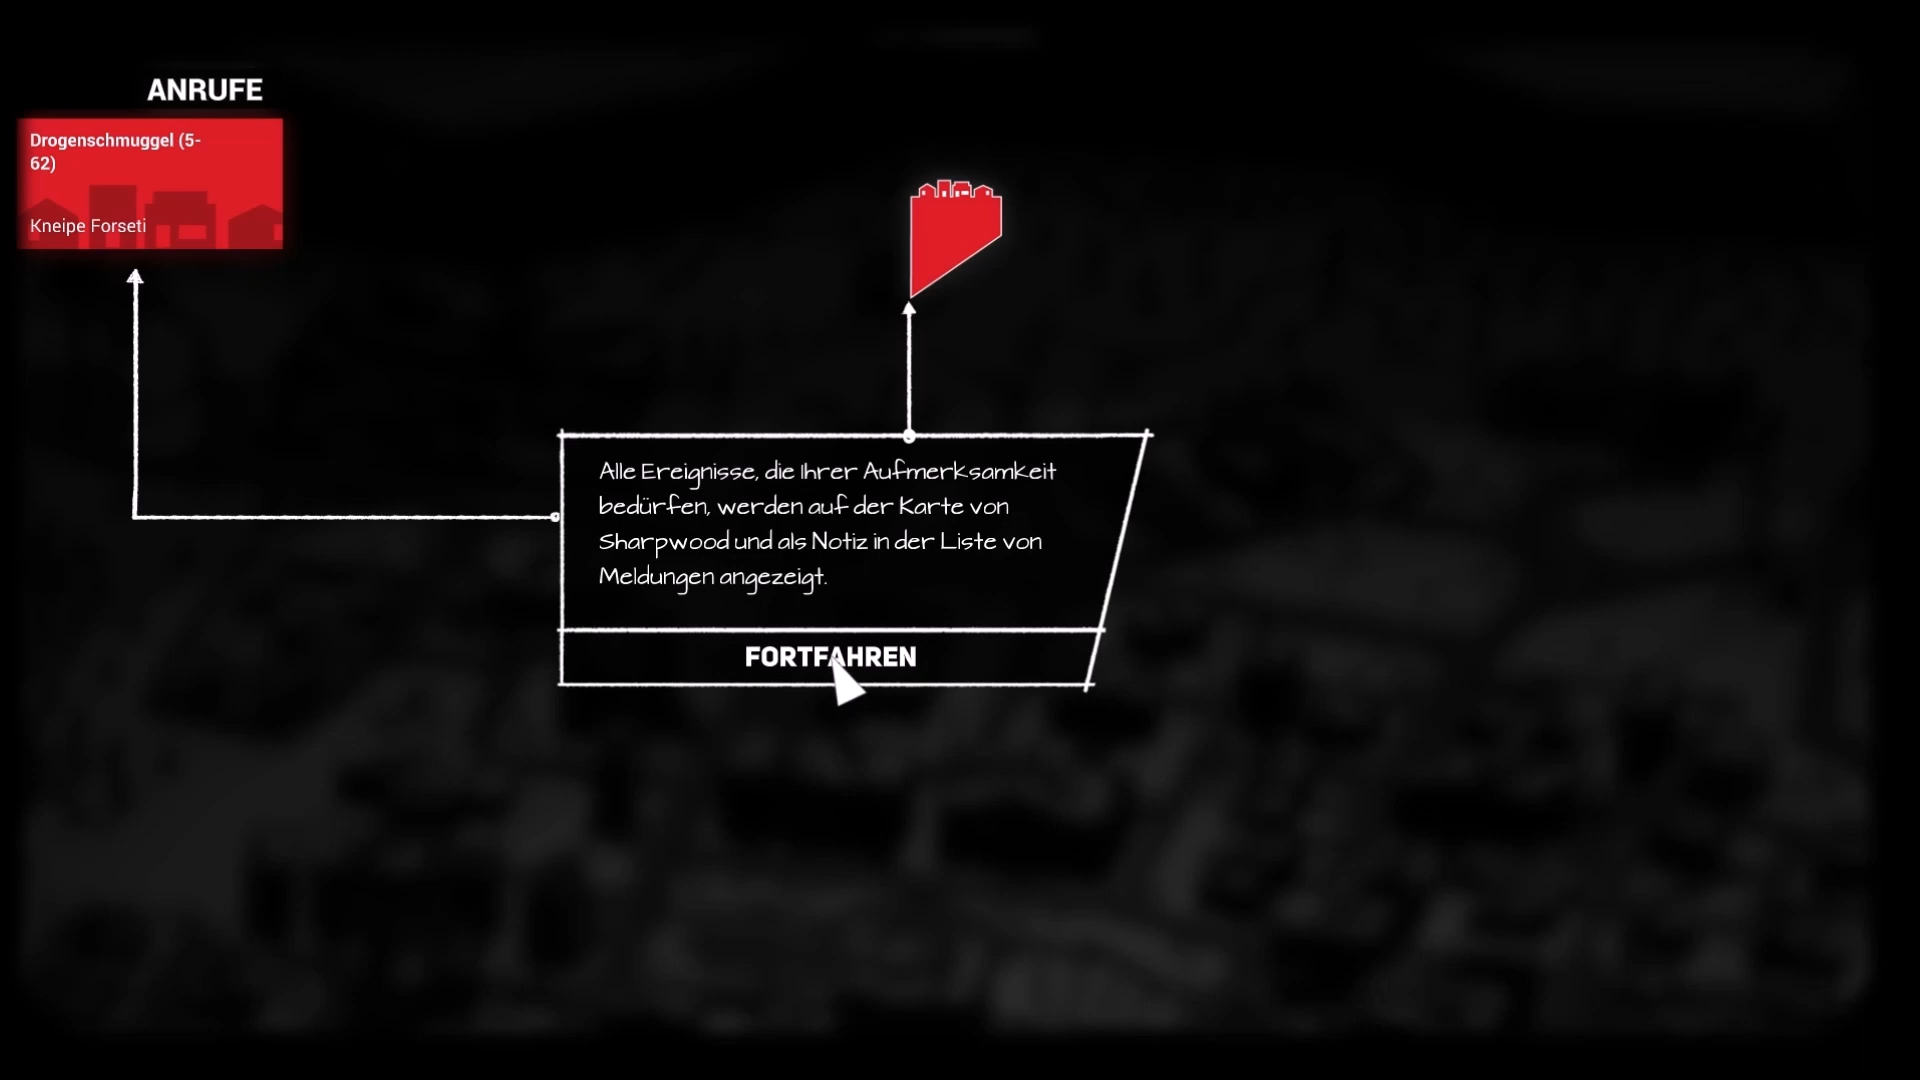 ANRUFE
Drogenschmuggel (5-
62)
Kneipe Forseti
Alle Ereignisse, die Ihrer Aufmerksamkeit
bedürfen, werden auf der Karte von
Sharpwood und als Notiz in der Liste von
Meldungen angezeigt.
FORTFAHREN